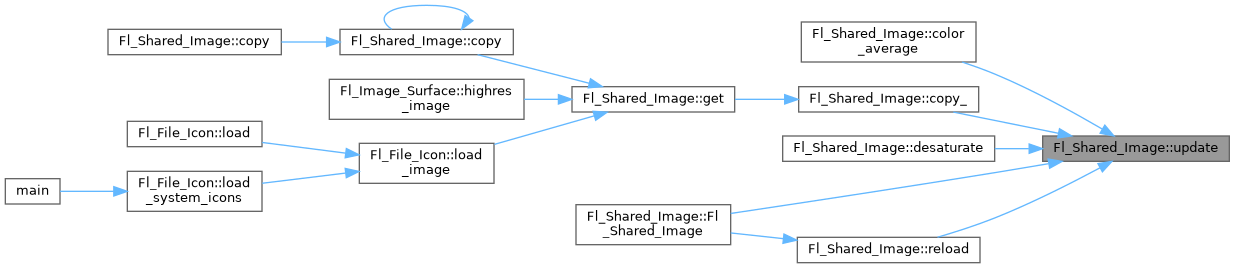 Fl_Shared_Image::copy
Fl_Shared_Image::copy
Fl_Shared_Image::color
_average
Fl_Image_Surface::highres
_image
Fl_Shared_Image::get
Fl_Shared_Image::copy_
Fl_File_Icon::load
Fl_File_Icon::load
_image
Fl_Shared_Image::desaturate
Fl_Shared_Image::update
main
Fl_File_Icon::load
_system_icons
Fl_Shared_Image::Fl
_Shared_Image
Fl_Shared_Image::reload